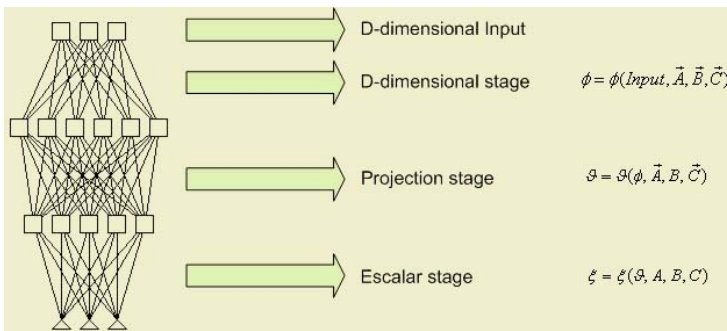 D-dimensional Input
D-dimensional stage ϕ = ϕ(Input, A⃗, B⃗, C⃗)
Projection stage ϑ = ϑ(ϕ, A⃗, B, C⃗)
Escalar stage ξ = ξ(ϑ, A, B, C)